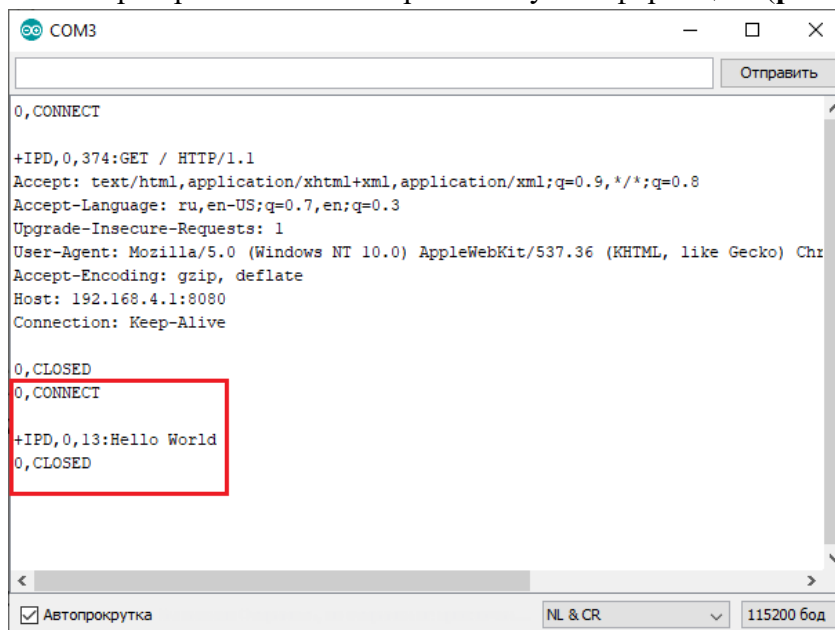 COM3
Отправить
0,CONNECT
+IPD,0,374:GET / HTTP/1.1
Accept: text/html,application/xhtml+xml,application/xml;q=0.9,*/*;q=0.8
Accept-Language: ru,en-US;q=0.7,en;q=0.3
Upgrade-Insecure-Requests: 1
User-Agent: Mozilla/5.0 (Windows NT 10.0) AppleWebKit/537.36 (KHTML, like Gecko) Chr
Accept-Encoding: gzip, deflate
Host: 192.168.4.1:8080
Connection: Keep-Alive
0,CLOSED
0,CONNECT
+IPD,0,13:Hello World
0,CLOSED
Автопрокрутка NL & CR 115200 бод